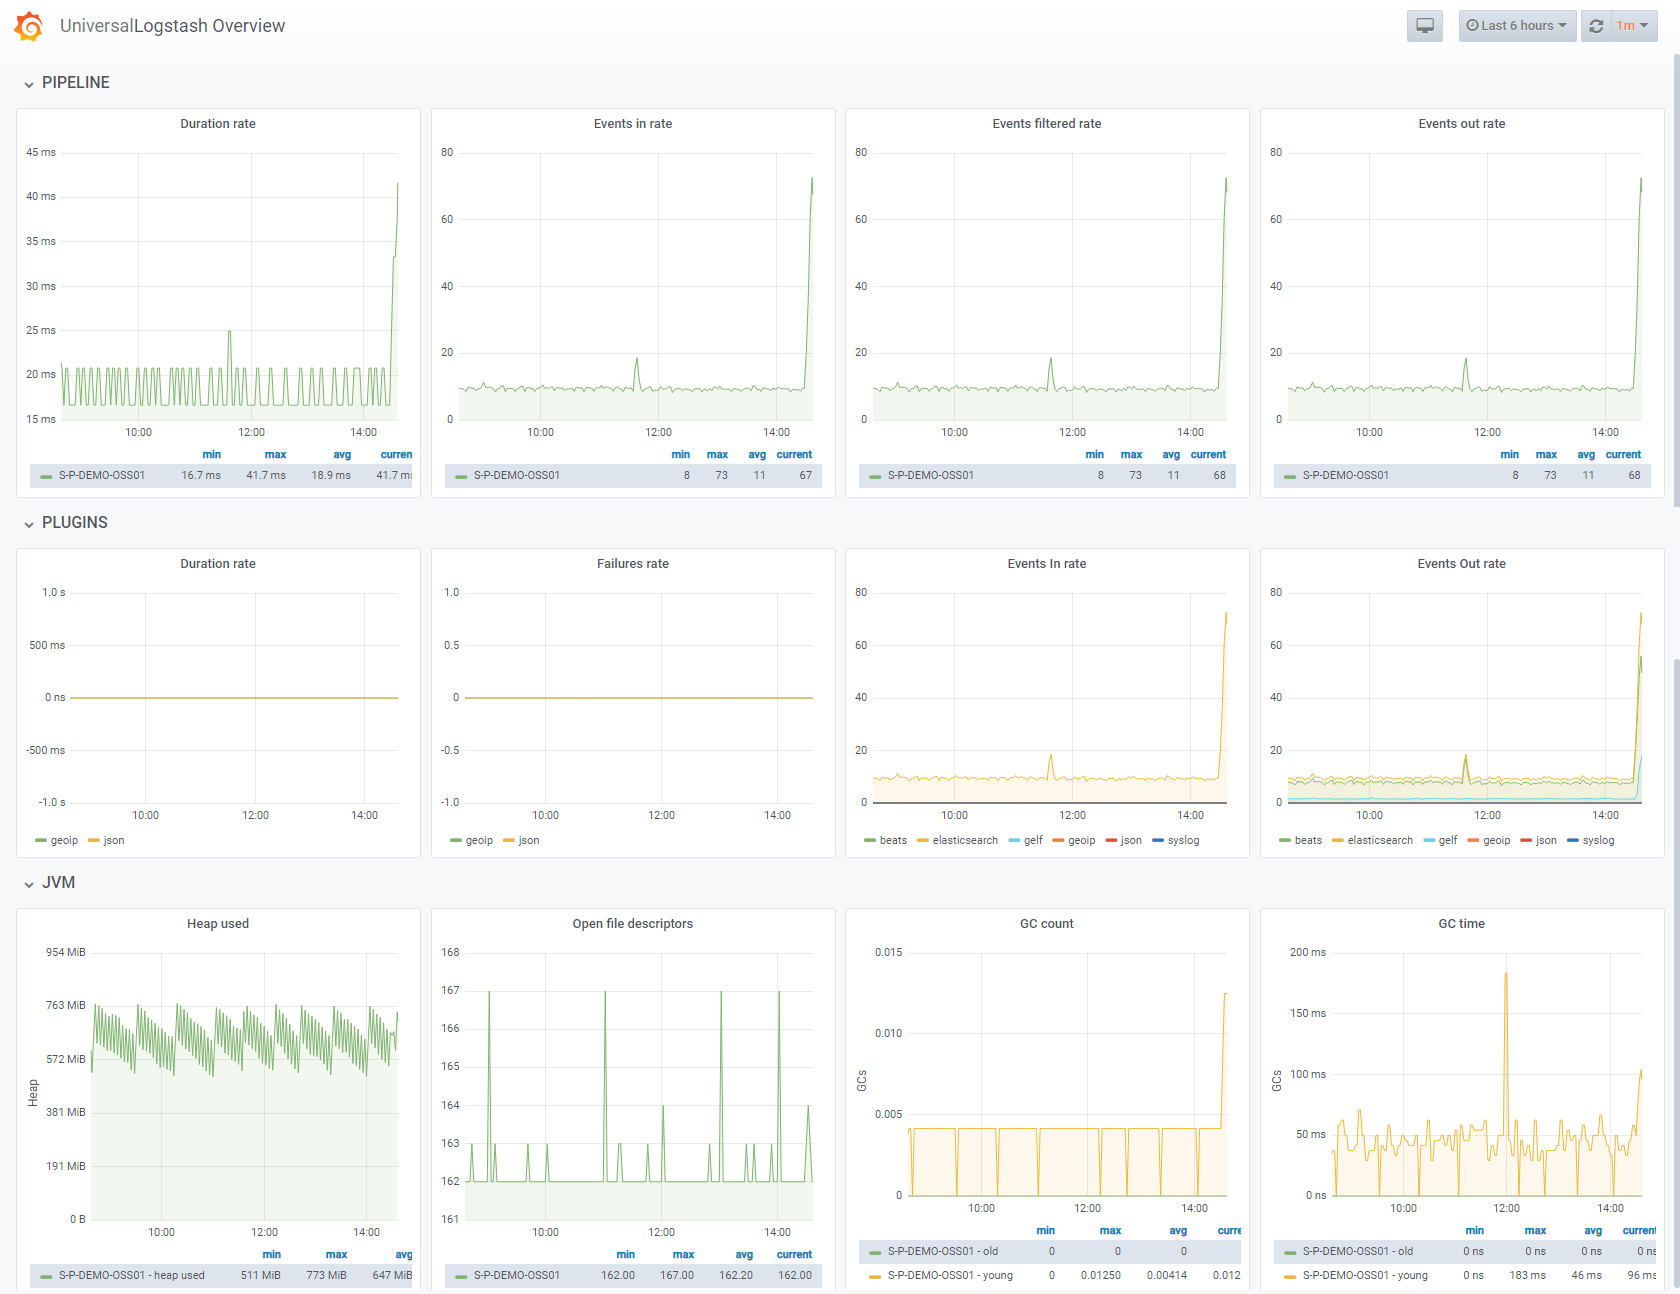 UniversalLogstash Overview
Last 6 hours
1m
PIPELINE
Duration rate
45 ms
40 ms
35 ms
30 ms
25 ms
20 ms
15 ms
10:00 12:00 14:00
min max avg curren
S-P-DEMO-OSS01 16.7 ms 41.7 ms 18.9 ms 41.7 m
Events in rate
80
60
40
20
0
10:00 12:00 14:00
min max avg current
S-P-DEMO-OSS01 8 73 11 67
Events filtered rate
80
60
40
20
0
10:00 12:00 14:00
min max avg current
S-P-DEMO-OSS01 8 73 11 68
Events out rate
80
60
40
20
0
10:00 12:00 14:00
min max avg current
S-P-DEMO-OSS01 8 73 11 68
PLUGINS
Duration rate
1.0 s
500 ms
0 ns
-500 ms
-1.0 s
10:00 12:00 14:00
geoip json
Failures rate
1.0
0.5
0
-0.5
-1.0
10:00 12:00 14:00
geoip json
Events In rate
80
60
40
20
0
10:00 12:00 14:00
beats elasticsearch gelf geoip json syslog
Events Out rate
80
60
40
20
0
10:00 12:00 14:00
beats elasticsearch gelf geoip json syslog
JVM
Heap used
Heap
954 MiB
763 MiB
572 MiB
381 MiB
191 MiB
0 B
10:00 12:00 14:00
min max avg
S-P-DEMO-OSS01 - heap used 511 MiB 773 MiB 647 MiB
Open file descriptors
168
167
166
165
164
163
162
161
10:00 12:00 14:00
min max avg current
S-P-DEMO-OSS01 162.00 167.00 162.20 162.00
GC count
GCs
0.015
0.010
0.005
0
10:00 12:00 14:00
min max avg curre
S-P-DEMO-OSS01 - old 0 0 0
S-P-DEMO-OSS01 - young 0 0.01250 0.00414 0.012
GC time
GCs
200 ms
150 ms
100 ms
50 ms
0 ns
10:00 12:00 14:00
min max avg current
S-P-DEMO-OSS01 - old 0 ns 0 ns 0 ns 0 ns
S-P-DEMO-OSS01 - young 0 ns 183 ms 46 ms 96 ms